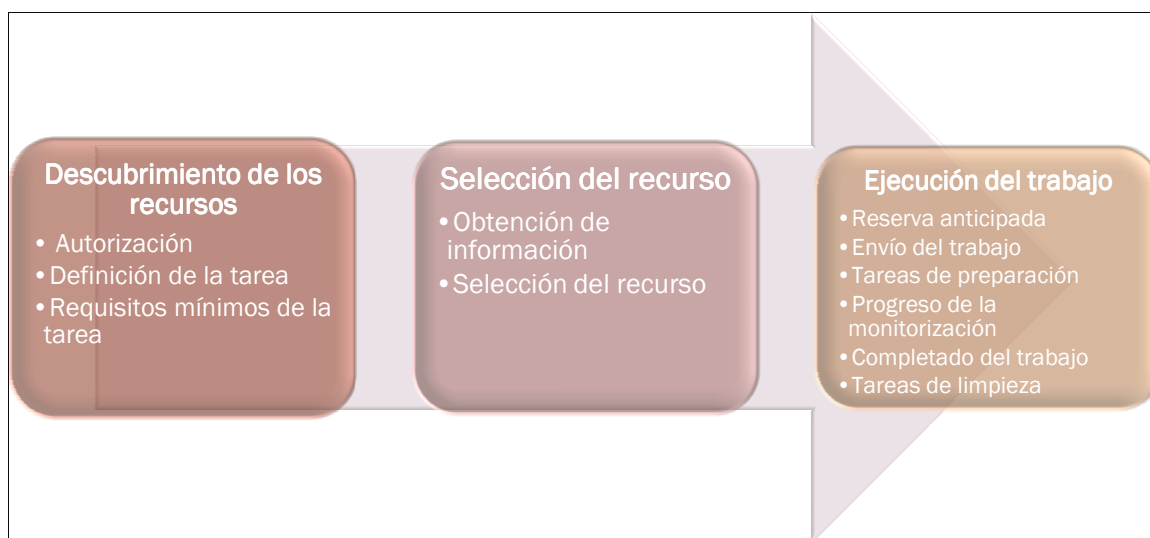 Descubrimiento de los
recursos
• Autorización
• Definición de la tarea
• Requisitos mínimos de la
tarea
Selección del recurso
• Obtención de
información
• Selección del recurso
Ejecución del trabajo
• Reserva anticipada
• Envío del trabajo
• Tareas de preparación
• Progreso de la
monitorización
• Completado del trabajo
• Tareas de limpieza